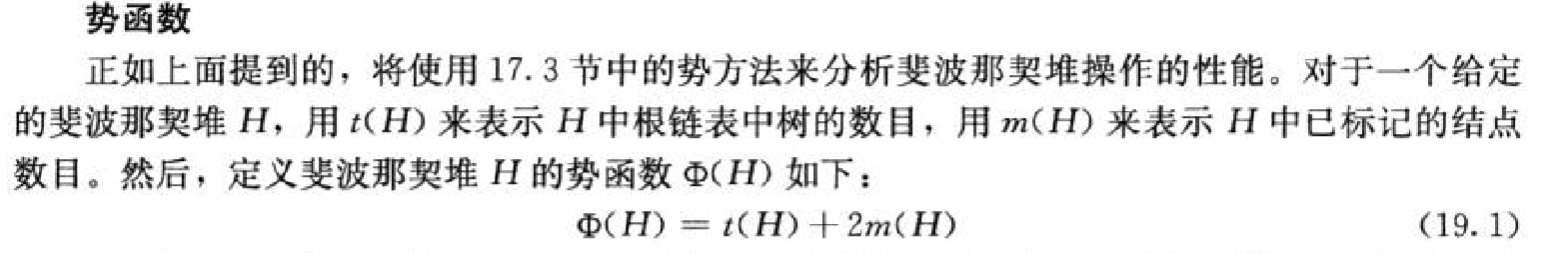 势函数
正如上面提到的，将使用 17.3 节中的势方法来分析斐波那契堆操作的性能。对于一个给定
的斐波那契堆 H，用 t(H) 来表示 H 中根链表中树的数目，用 m(H) 来表示 H 中已标记的结点
数目。然后，定义斐波那契堆 H 的势函数 Φ(H) 如下：
Φ(H) = t(H) + 2m(H) (19.1)